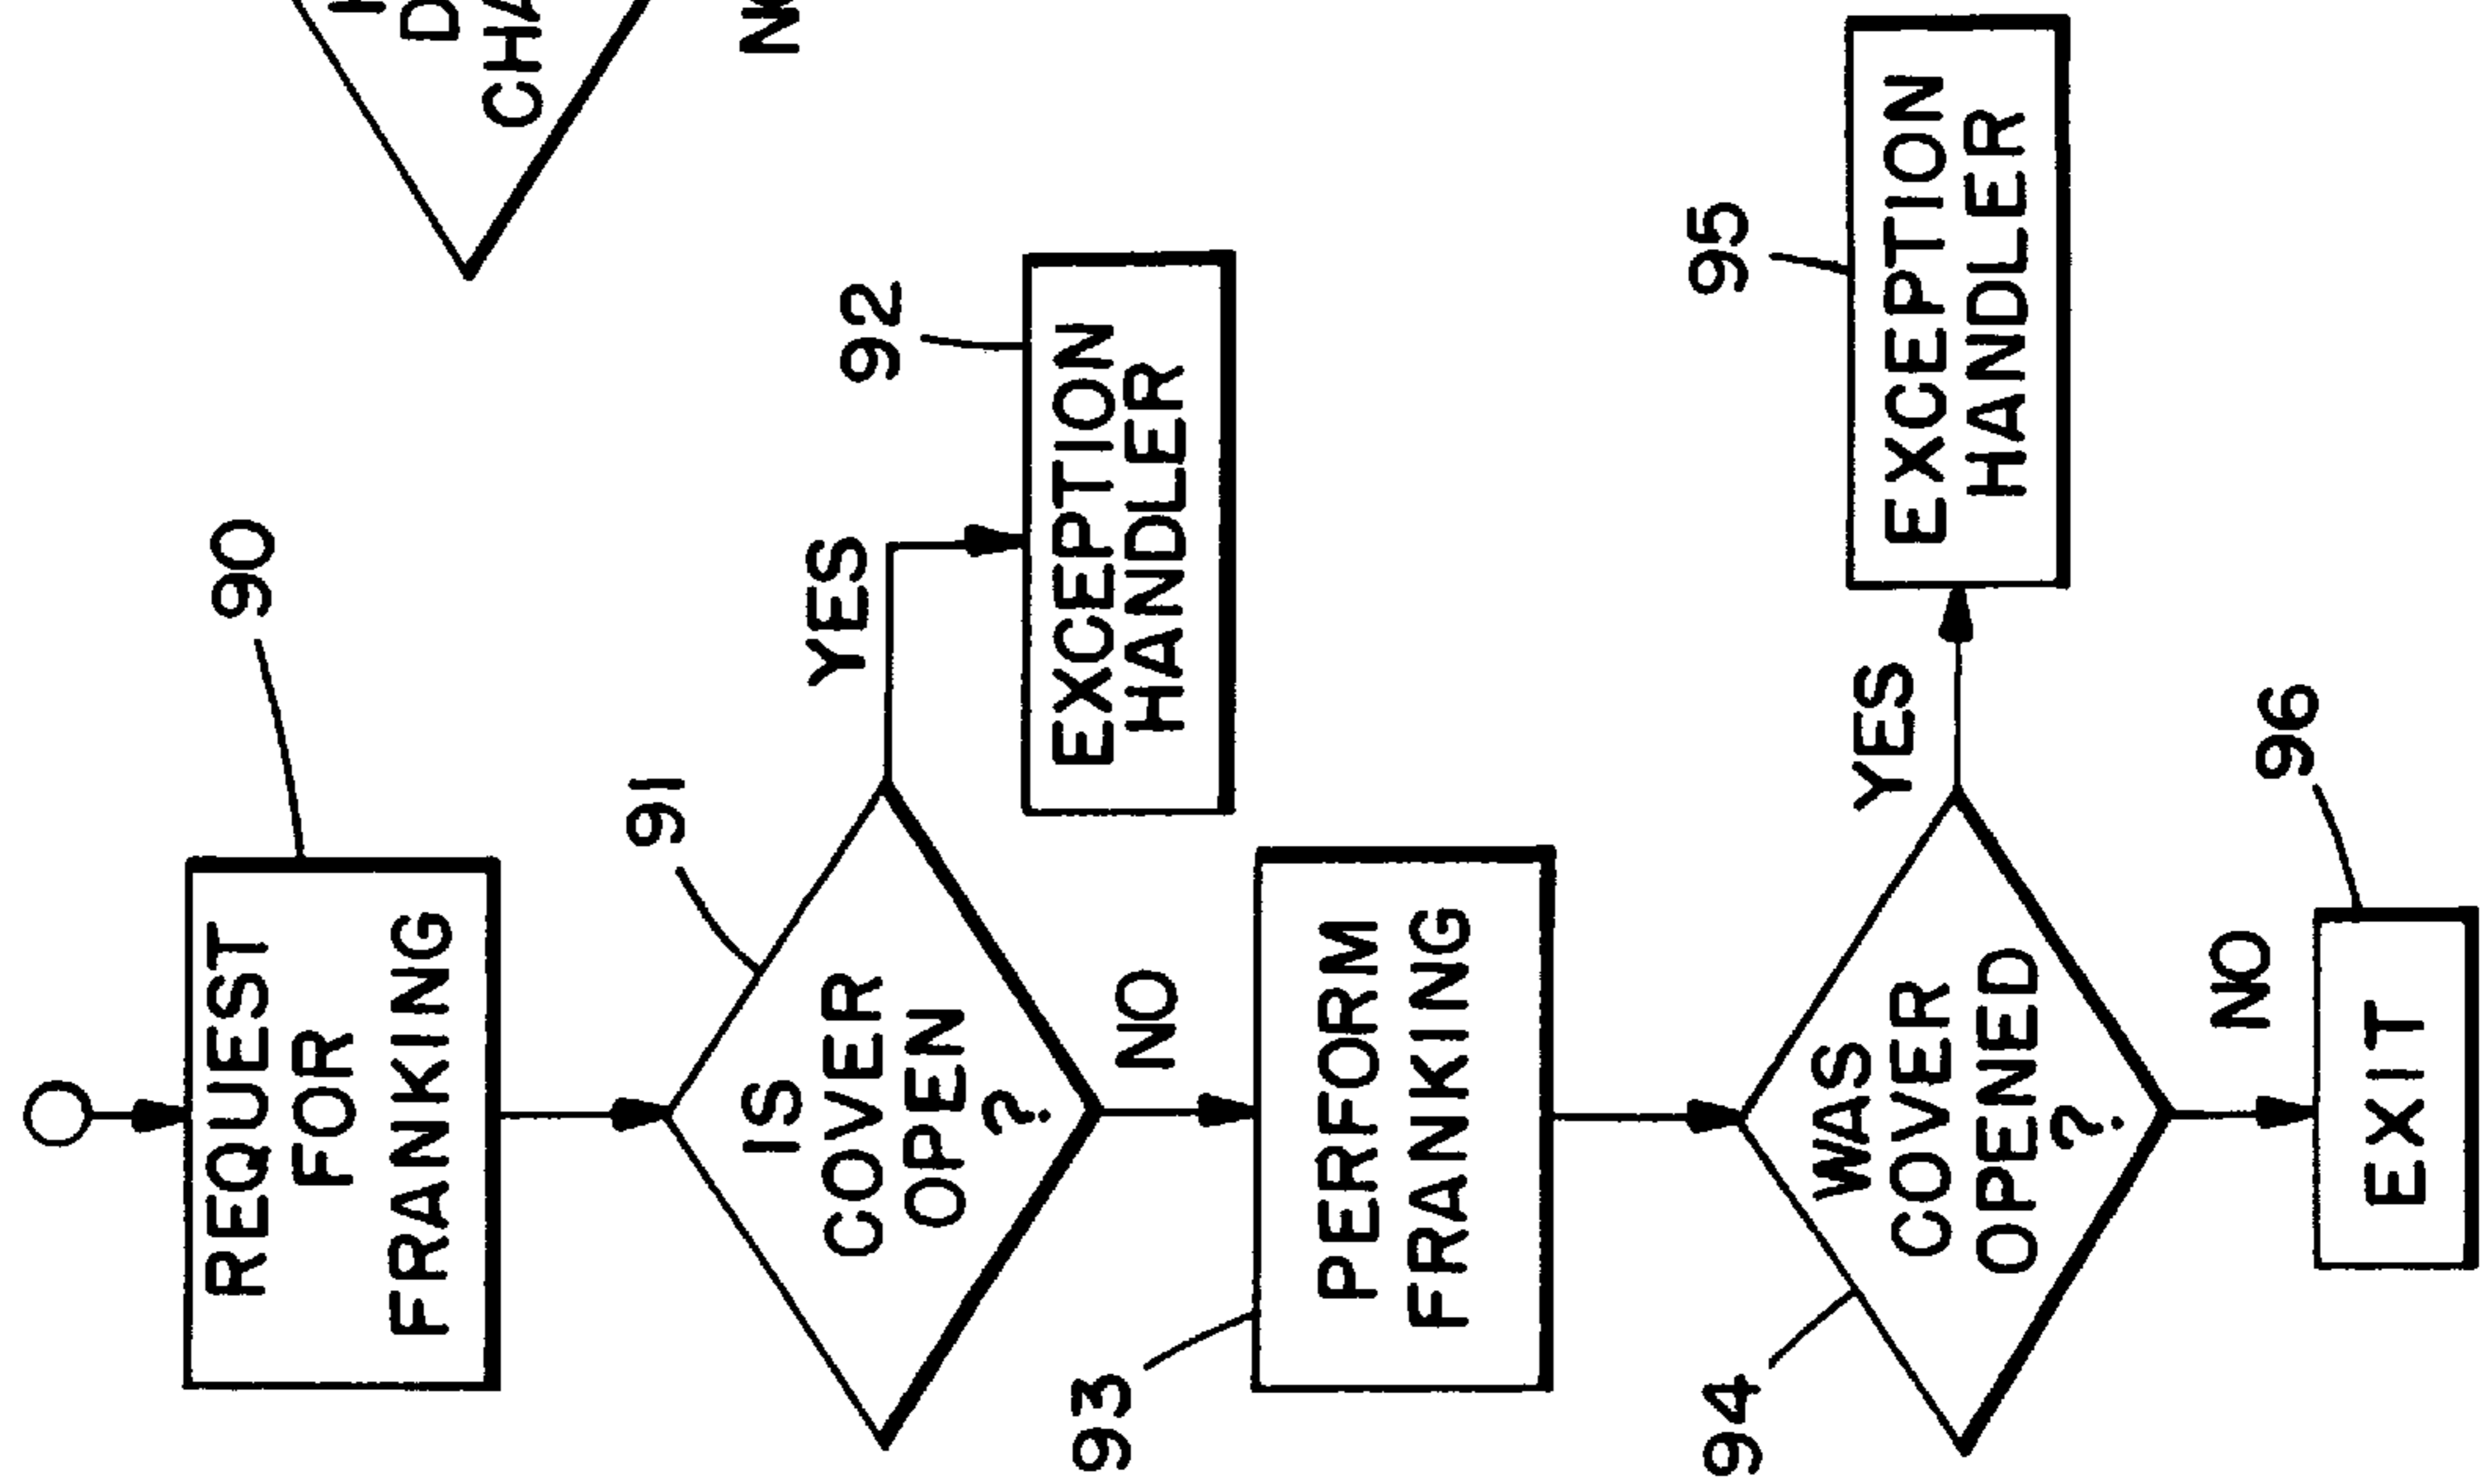 90
REQUEST
FOR
FRANKING
91
IS
COVER
OPEN
?
YES
92
EXCEPTION
HANDLER
NO
93
PERFORM
FRANKING
94
WAS
COVER
OPENED
?
YES
95
EXCEPTION
HANDLER
NO
96
EXIT